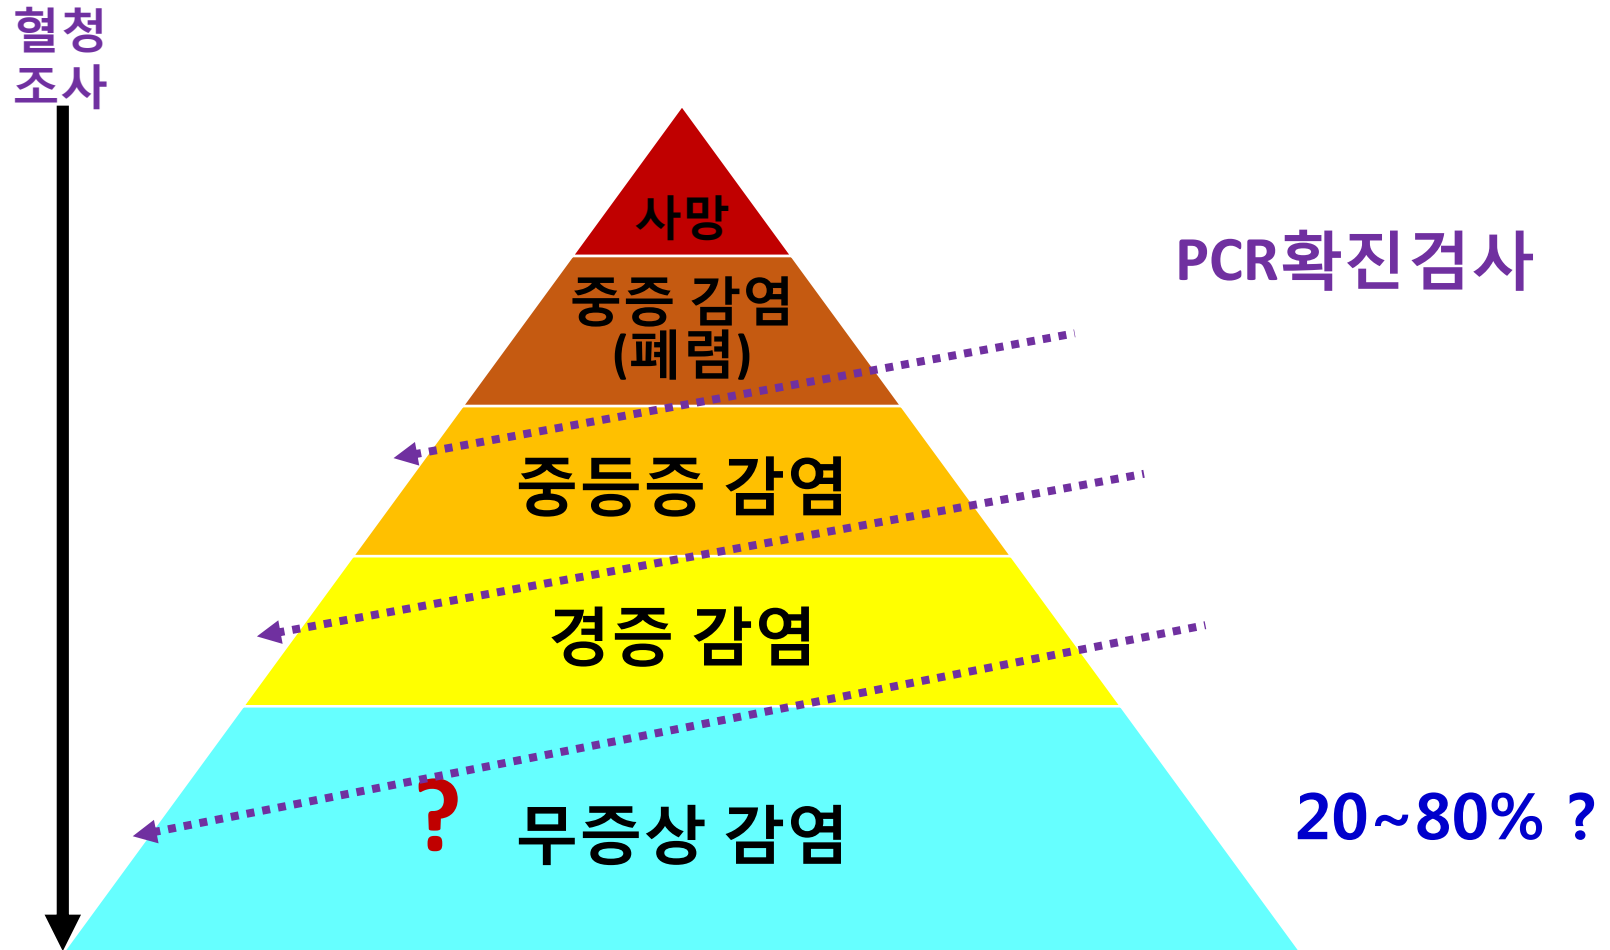 혈청
조사
사망
중증 감염
(폐렴)
PCR확진검사
중등증 감염
경증 감염
?
무증상 감염
20~80% ?